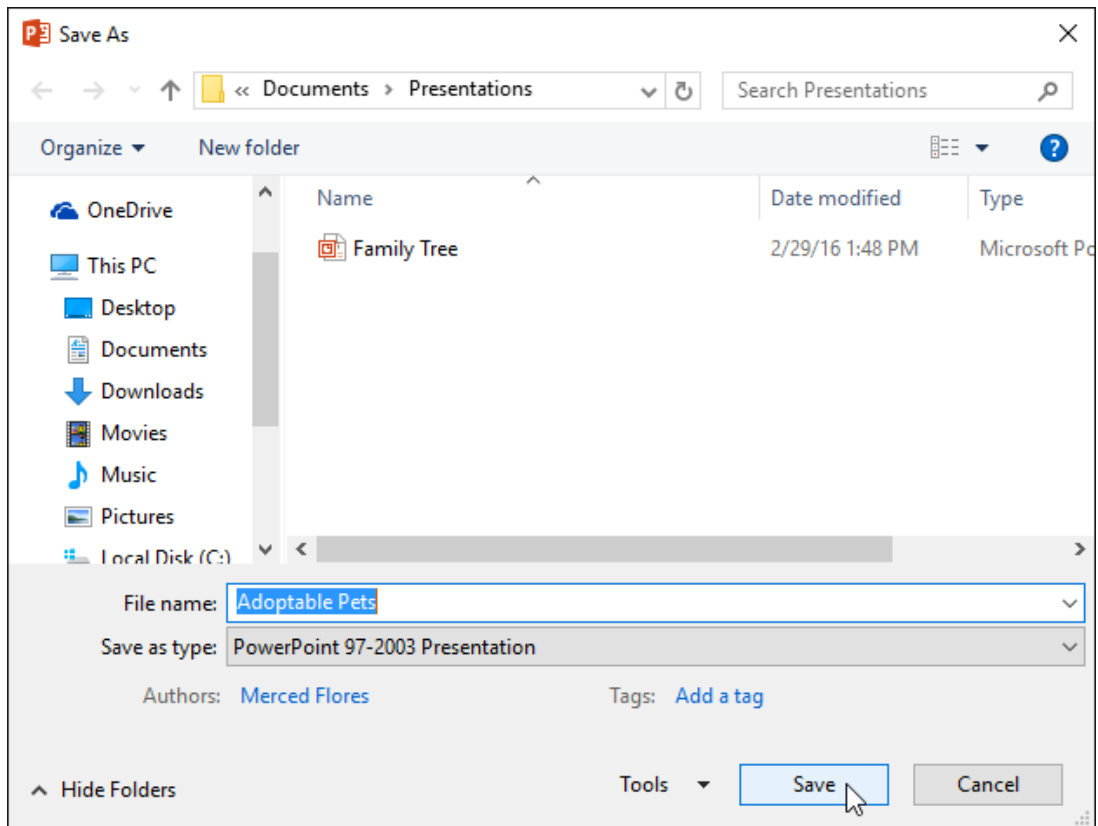 Save As
« Documents > Presentations
Search Presentations
Organize
New folder
OneDrive
This PC
Desktop
Documents
Downloads
Movies
Music
Pictures
Local Disk (C:)
Name
Date modified
Type
Family Tree
2/29/16 1:48 PM
Microsoft Po
File name: Adoptable Pets
Save as type: PowerPoint 97-2003 Presentation
Authors: Merced Flores
Tags: Add a tag
Hide Folders
Tools
Save
Cancel